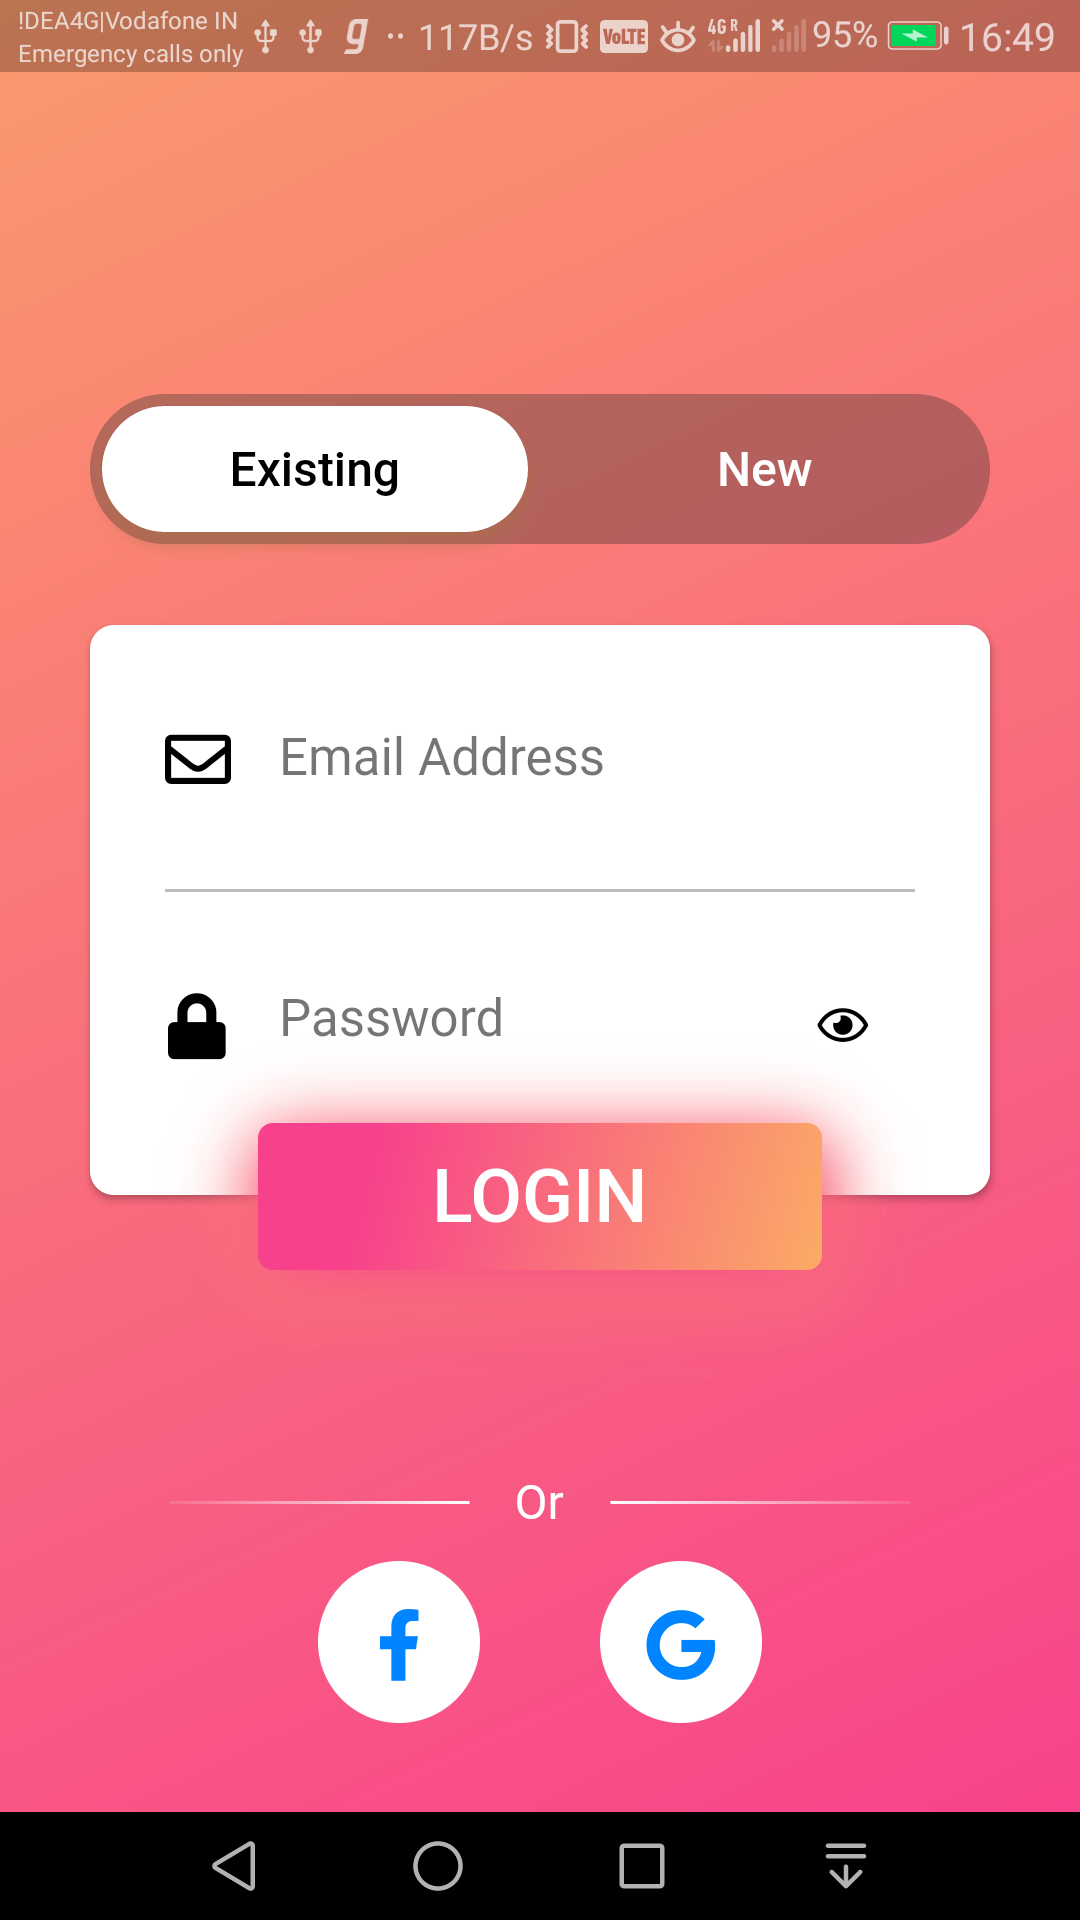 !DEA4G|Vodafone IN
Emergency calls only
g 117B/s VoLTE 4G R 95% 16:49
Existing New
Email Address
Password
LOGIN
Or
f G